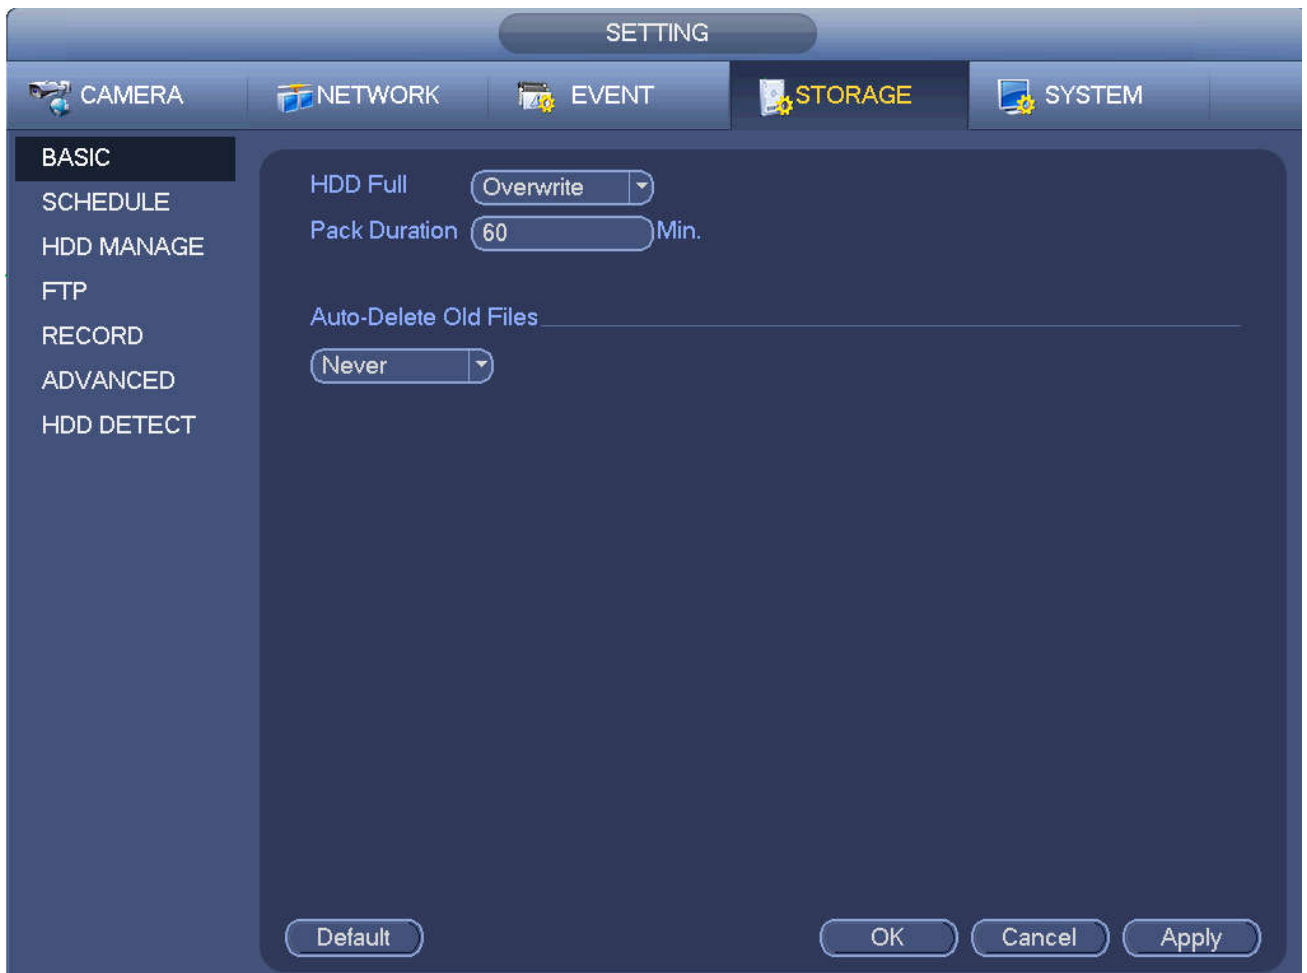 SETTING
CAMERA NETWORK EVENT STORAGE SYSTEM
BASIC
SCHEDULE
HDD MANAGE
FTP
RECORD
ADVANCED
HDD DETECT
HDD Full Overwrite
Pack Duration 60 Min.
Auto-Delete Old Files
Never
Default OK Cancel Apply